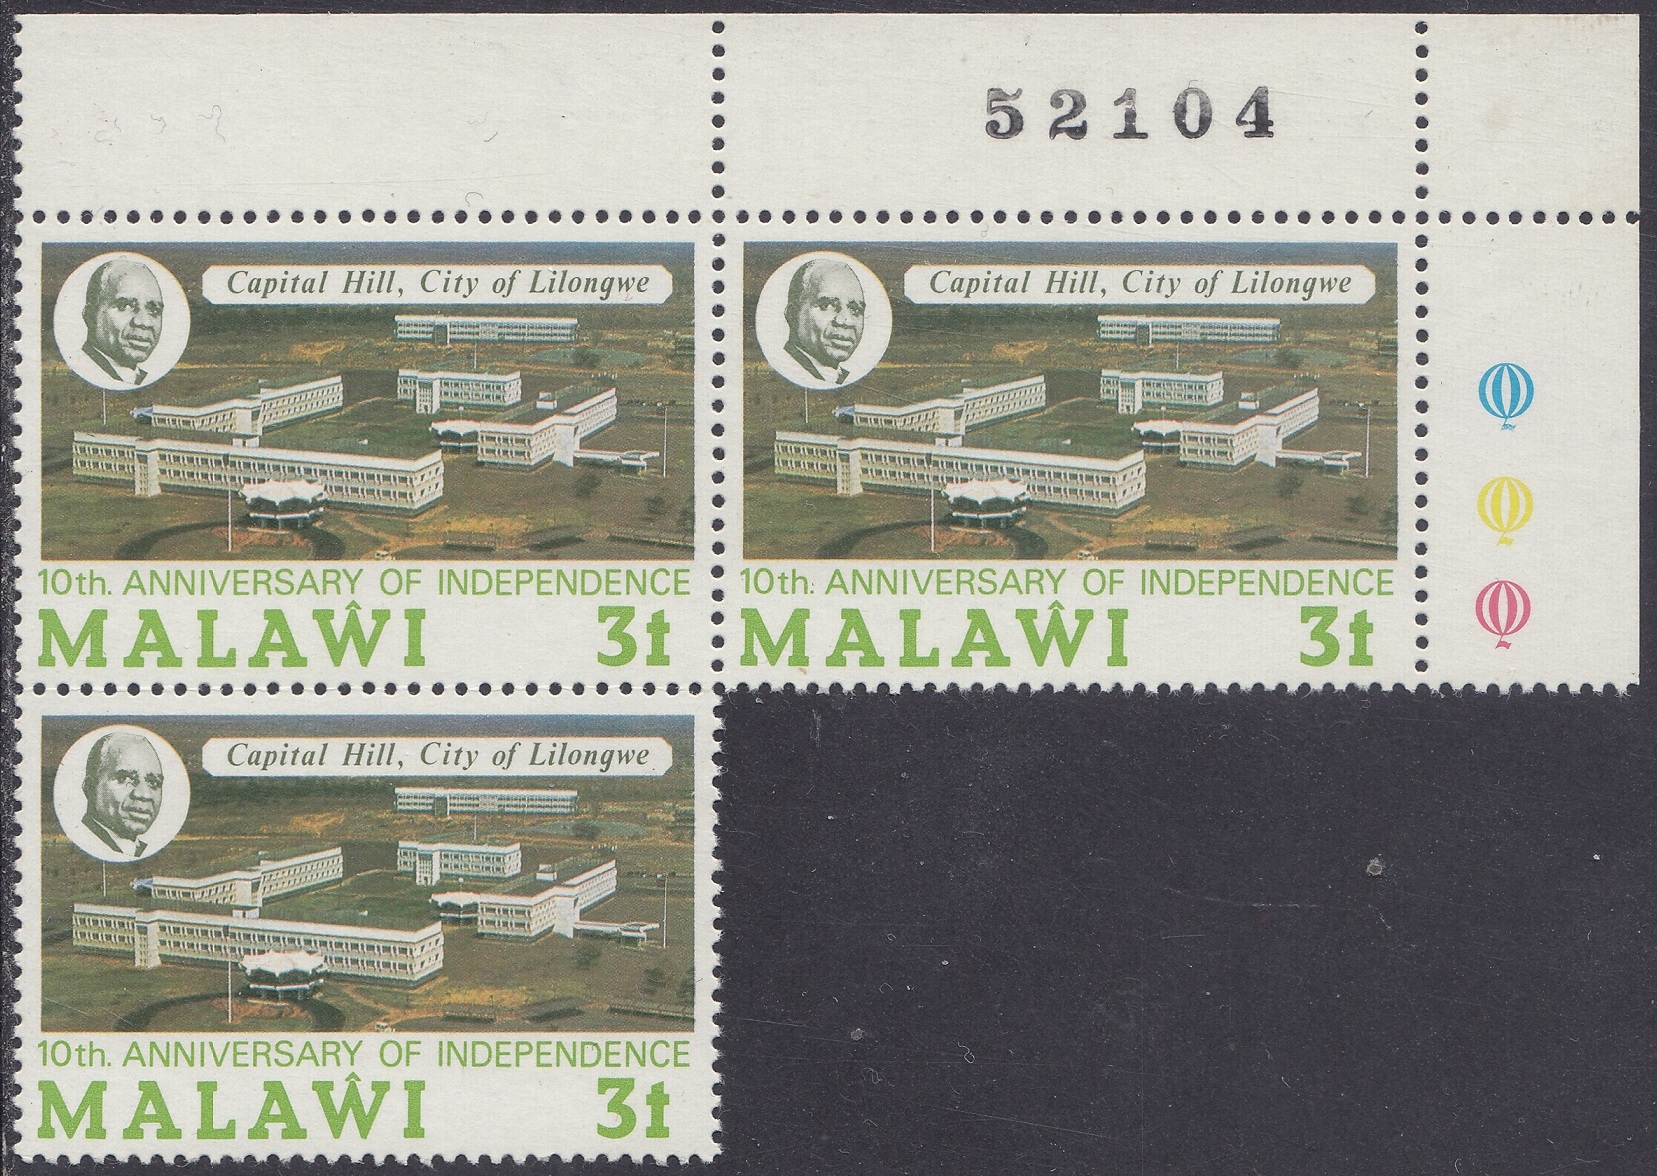 52104
Capital Hill, City of Lilongwe
10th. ANNIVERSARY OF INDEPENDENCE
MALAŴI 3t
Capital Hill, City of Lilongwe
10th. ANNIVERSARY OF INDEPENDENCE
MALAŴI 3t
Capital Hill, City of Lilongwe
10th. ANNIVERSARY OF INDEPENDENCE
MALAŴI 3t